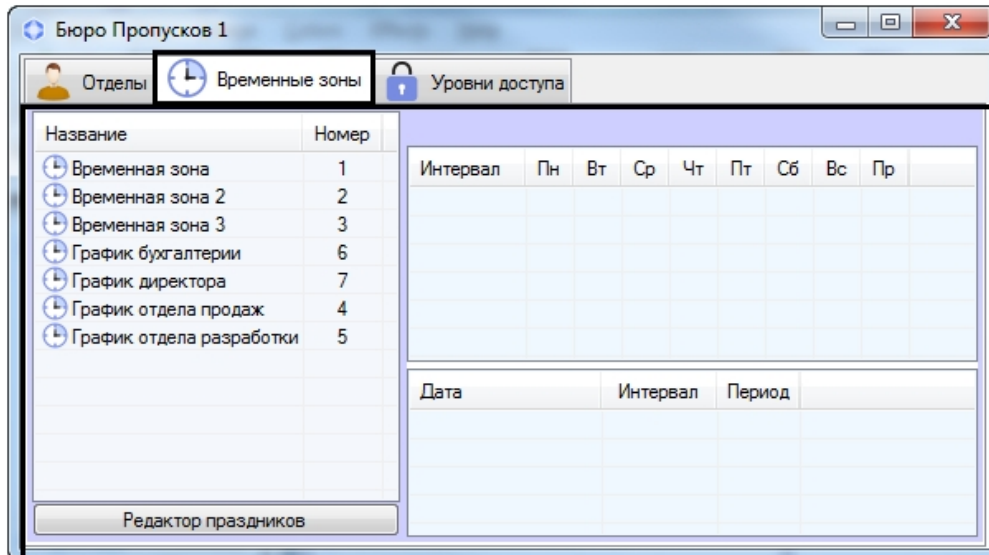 Бюро Пропусков 1
Отделы Временные зоны Уровни доступа
Название Номер
Временная зона 1
Временная зона 2 2
Временная зона 3 3
График бухгалтерии 6
График директора 7
График отдела продаж 4
График отдела разработки 5
Редактор праздников
Интервал Пн Вт Ср Чт Пт Сб Вс Пр
Дата Интервал Период